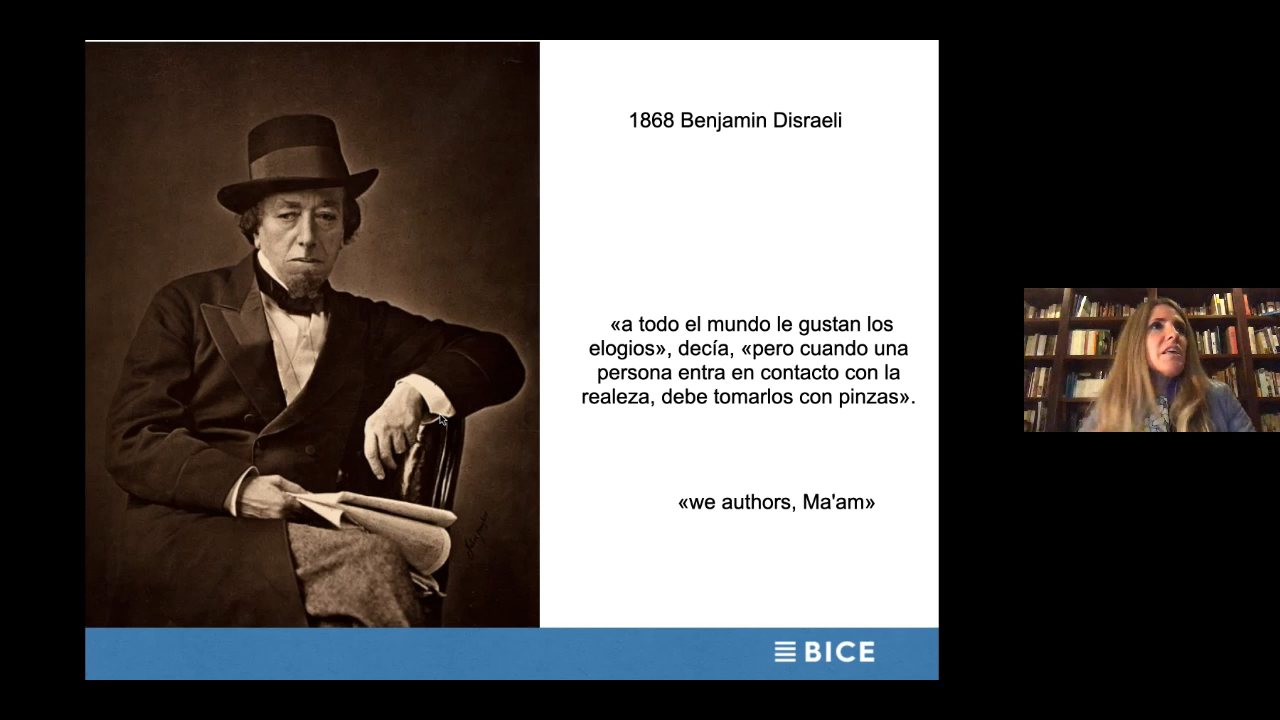 1868 Benjamin Disraeli
«a todo el mundo le gustan los
elogios», decía, «pero cuando una
persona entra en contacto con la
realeza, debe tomarlos con pinzas».
«we authors, Ma'am»
BICE